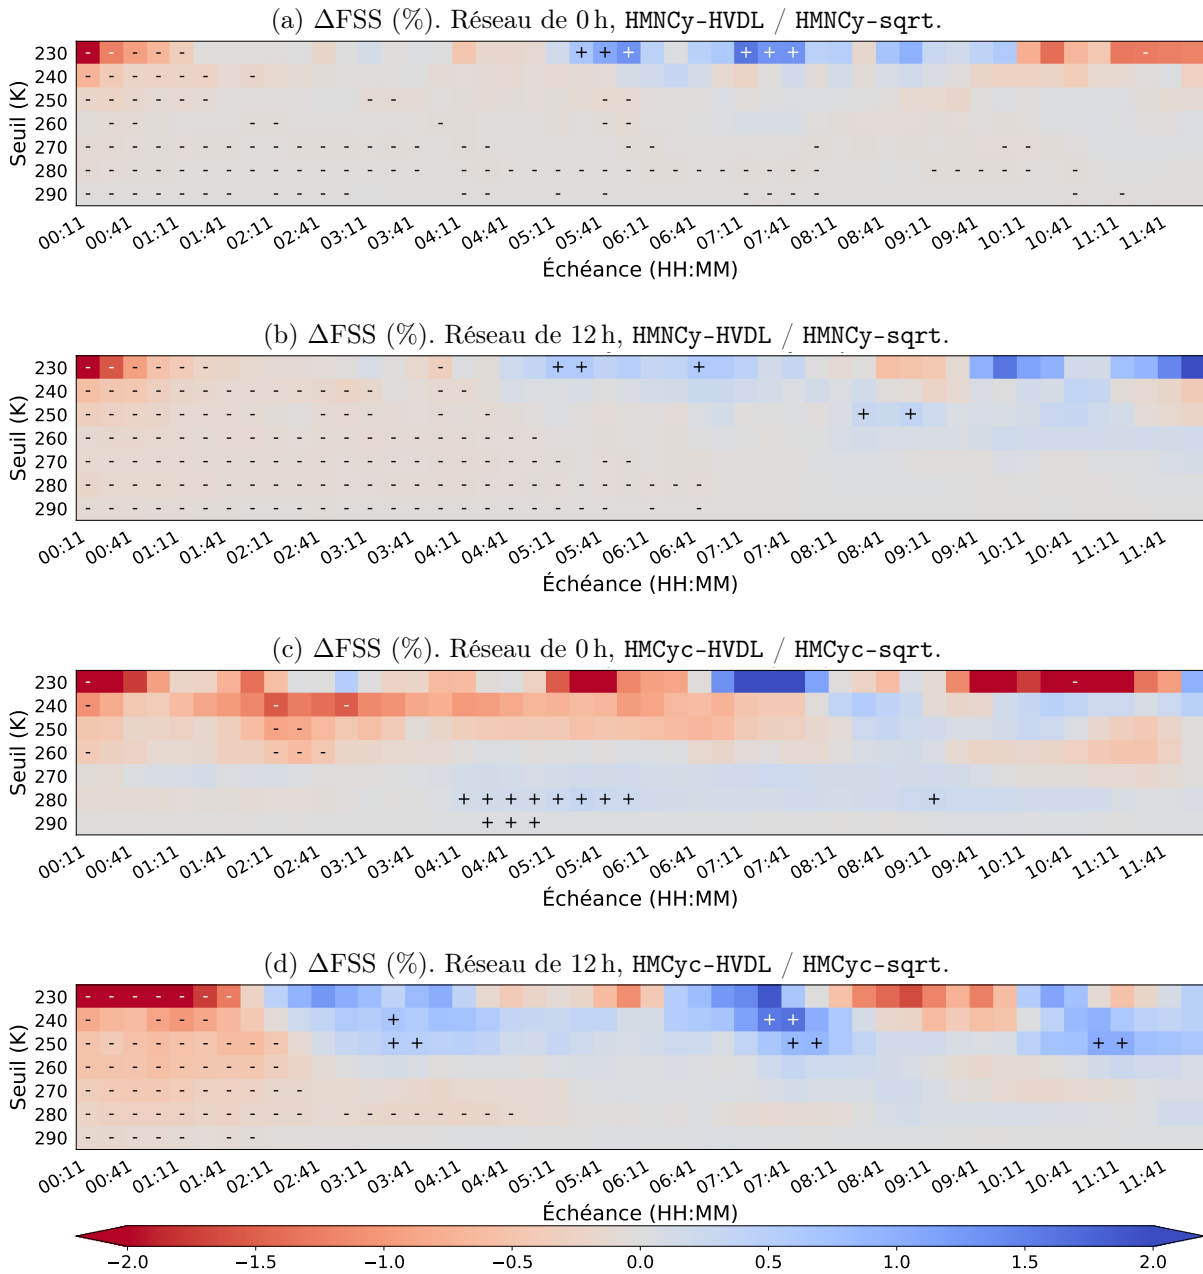 (a) ΔFSS (%). Réseau de 0 h, HMNCy-HVDL / HMNCy-sqrt.
Seuil (K)
230
240
250
260
270
280
290
00:11 00:41 01:11 01:41 02:11 02:41 03:11 03:41 04:11 04:41 05:11 05:41 06:11 06:41 07:11 07:41 08:11 08:41 09:11 09:41 10:11 10:41 11:11 11:41
Échéance (HH:MM)
(b) ΔFSS (%). Réseau de 12 h, HMNCy-HVDL / HMNCy-sqrt.
Seuil (K)
230
240
250
260
270
280
290
00:11 00:41 01:11 01:41 02:11 02:41 03:11 03:41 04:11 04:41 05:11 05:41 06:11 06:41 07:11 07:41 08:11 08:41 09:11 09:41 10:11 10:41 11:11 11:41
Échéance (HH:MM)
(c) ΔFSS (%). Réseau de 0 h, HMCyc-HVDL / HMCyc-sqrt.
Seuil (K)
230
240
250
260
270
280
290
00:11 00:41 01:11 01:41 02:11 02:41 03:11 03:41 04:11 04:41 05:11 05:41 06:11 06:41 07:11 07:41 08:11 08:41 09:11 09:41 10:11 10:41 11:11 11:41
Échéance (HH:MM)
(d) ΔFSS (%). Réseau de 12 h, HMCyc-HVDL / HMCyc-sqrt.
Seuil (K)
230
240
250
260
270
280
290
00:11 00:41 01:11 01:41 02:11 02:41 03:11 03:41 04:11 04:41 05:11 05:41 06:11 06:41 07:11 07:41 08:11 08:41 09:11 09:41 10:11 10:41 11:11 11:41
Échéance (HH:MM)
−2.0 −1.5 −1.0 −0.5 0.0 0.5 1.0 1.5 2.0